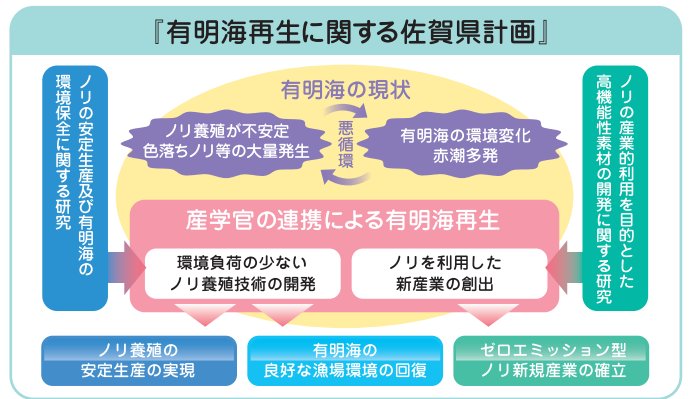 『有明海再生に関する佐賀県計画』
ノリの安定生産及び有明海の
環境保全に関する研究
有明海の現状
ノリ養殖が不安定
色落ちノリ等の大量発生
悪循環
有明海の環境変化
赤潮多発
ノリの産業的利用を目的とした
高機能性素材の開発に関する研究
産学官の連携による有明海再生
環境負荷の少ない
ノリ養殖技術の開発
ノリを利用した
新産業の創出
ノリ養殖の
安定生産の実現
有明海の
良好な漁場環境の回復
ゼロエミッション型
ノリ新規産業の確立